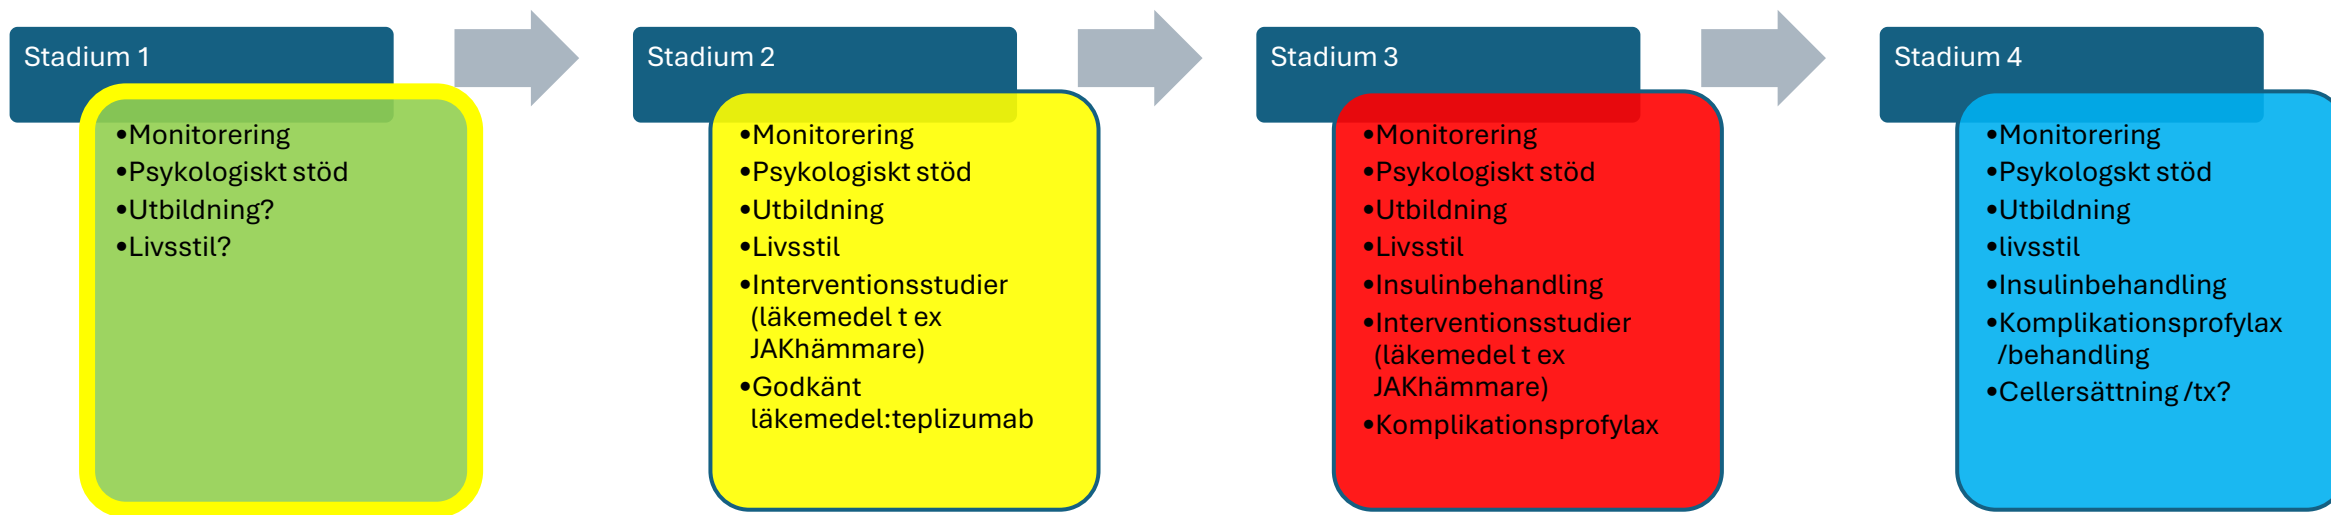 Stadium 1
•Monitorering
•Psykologiskt stöd
•Utbildning?
•Livsstil?
Stadium 2
•Monitorering
•Psykologiskt stöd
•Utbildning
•Livsstil
•Interventionsstudier
(läkemedel t ex
JAKhämmare)
•Godkänt
läkemedel:teplizumab
Stadium 3
•Monitorering
•Psykologiskt stöd
•Utbildning
•Livsstil
•Insulinbehandling
•Interventionsstudier
(läkemedel t ex
JAKhämmare)
•Komplikationsprofylax
Stadium 4
•Monitorering
•Psykologskt stöd
•Utbildning
•livsstil
•Insulinbehandling
•Komplikationsprofylax
/behandling
•Cellersättning /tx?